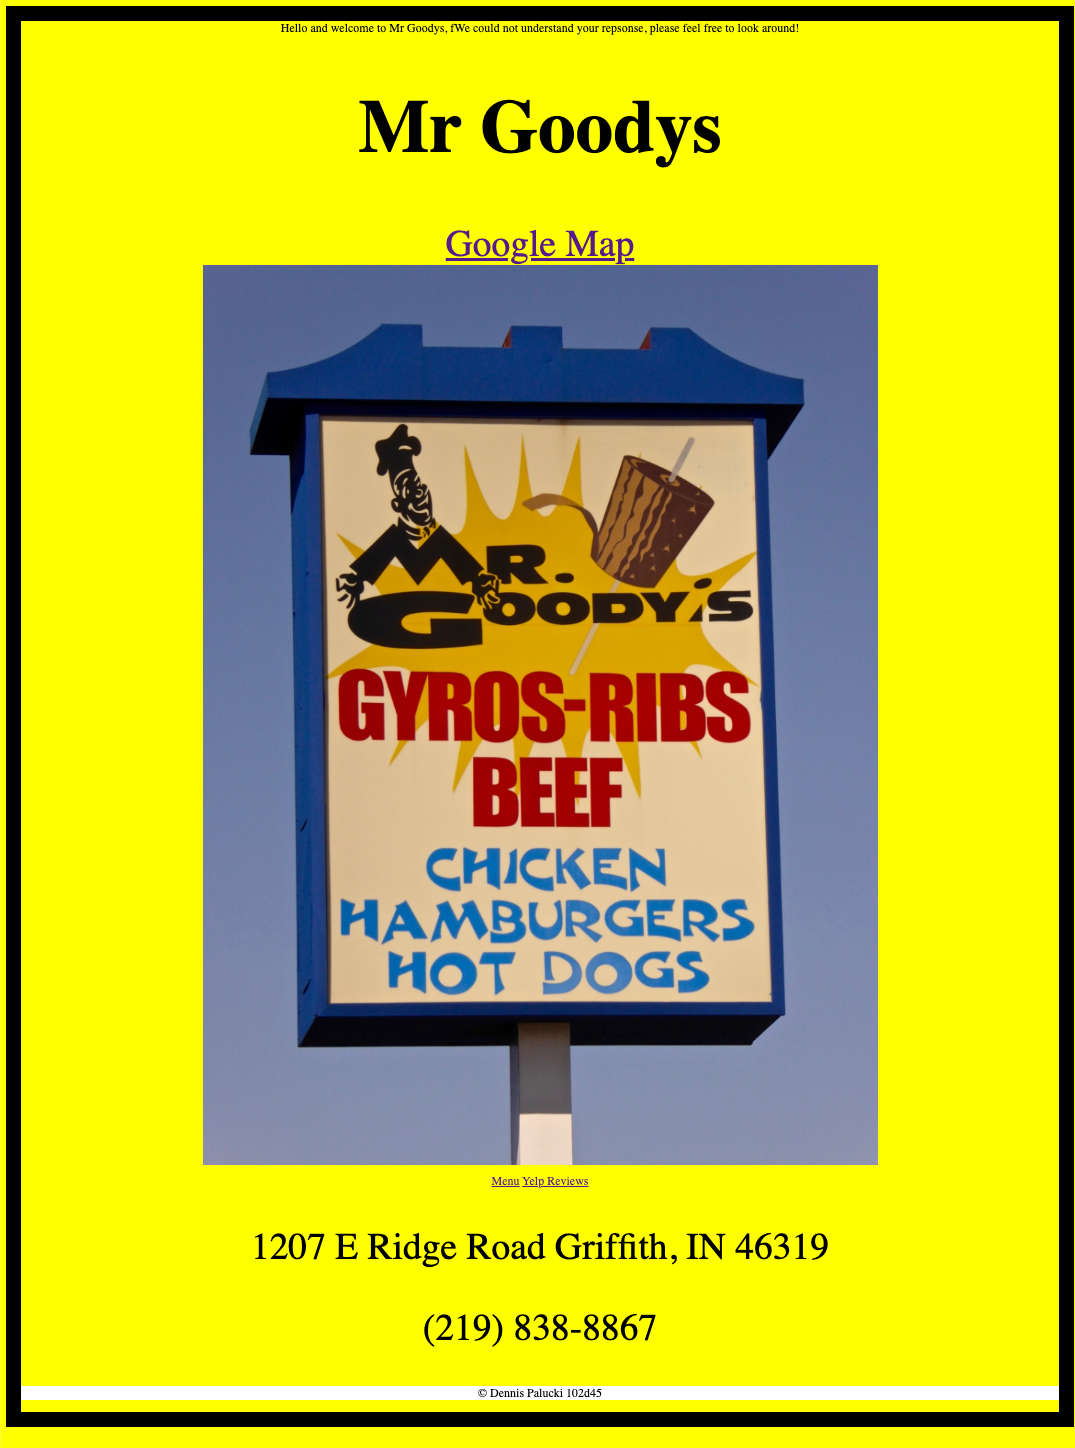 Hello and welcome to Mr Goodys, fWe could not understand your repsonse, please feel free to look around!
Mr Goodys
Google Map
MR.
GOODY'S
GYROS-RIBS
BEEF
CHICKEN
HAMBURGERS
HOT DOGS
Menu Yelp Reviews
1207 E Ridge Road Griffith, IN 46319
(219) 838-8867
© Dennis Palucki 102d45